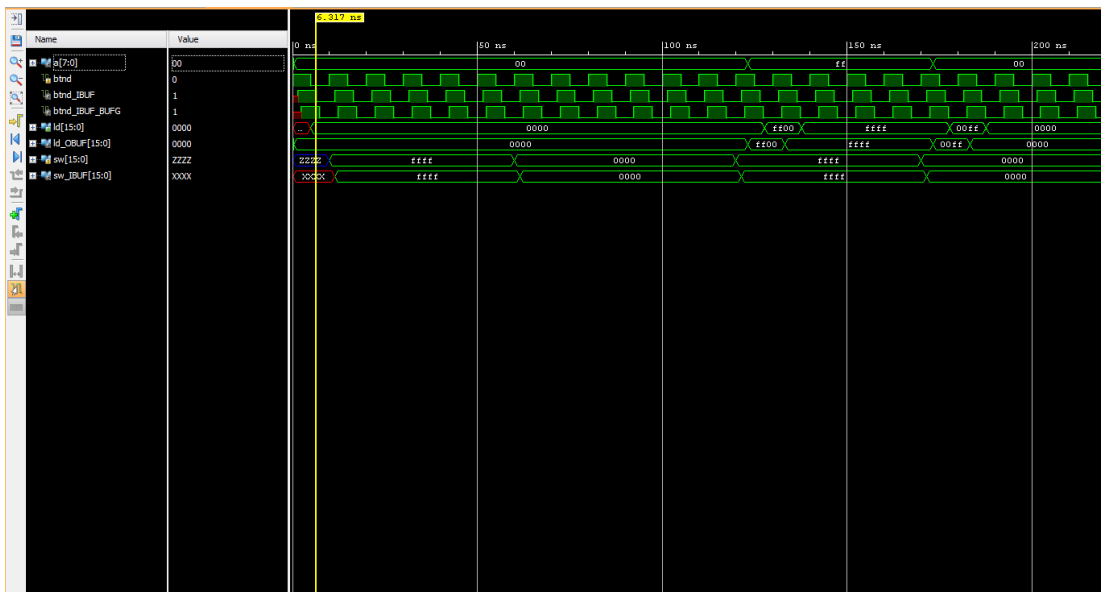 6.317 ns
Name Value
0 ns 50 ns 100 ns 150 ns 200 ns
a[7:0] 00 00 ff 00
btnd 0
btnd_IBUF 1
btnd_IBUF_BUFG 1
ld[15:0] 0000 .. 0000 ff00 ffff 00ff 0000
ld_OBUF[15:0] 0000 0000 ff00 ffff 00ff 0000
sw[15:0] ZZZZ ZZZZ ffff 0000 ffff 0000
sw_IBUF[15:0] XXXX XXXX ffff 0000 ffff 0000